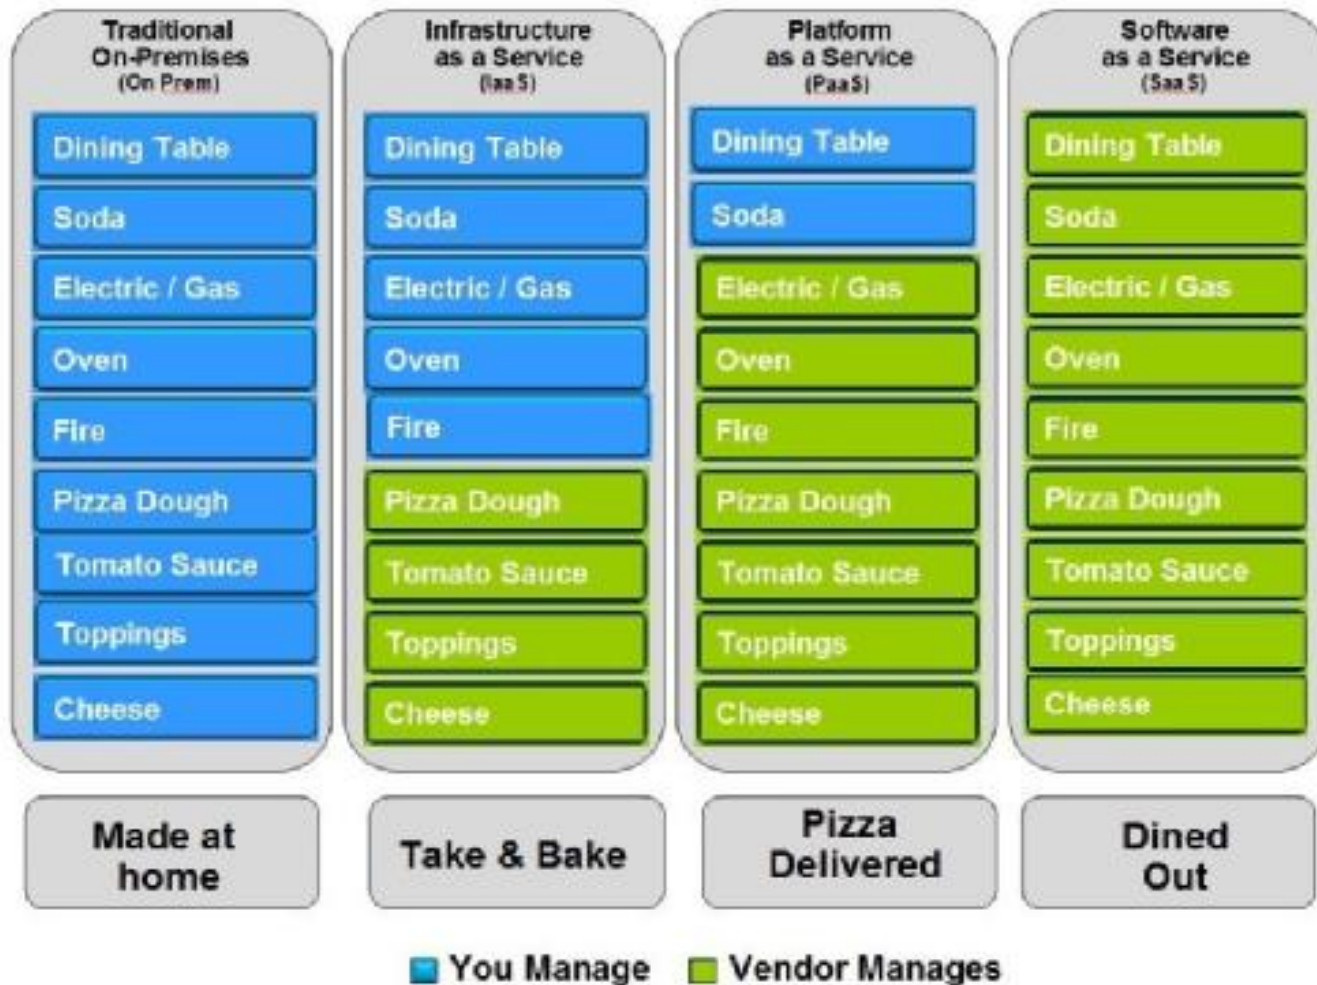 Traditional
On-Premises
(On Prem)
Dining Table
Soda
Electric / Gas
Oven
Fire
Pizza Dough
Tomato Sauce
Toppings
Cheese
Made at
home
Infrastructure
as a Service
(IaaS)
Dining Table
Soda
Electric / Gas
Oven
Fire
Pizza Dough
Tomato Sauce
Toppings
Cheese
Take & Bake
Platform
as a Service
(PaaS)
Dining Table
Soda
Electric / Gas
Oven
Fire
Pizza Dough
Tomato Sauce
Toppings
Cheese
Pizza
Delivered
Software
as a Service
(SaaS)
Dining Table
Soda
Electric / Gas
Oven
Fire
Pizza Dough
Tomato Sauce
Toppings
Cheese
Dined
Out
You Manage
Vendor Manages